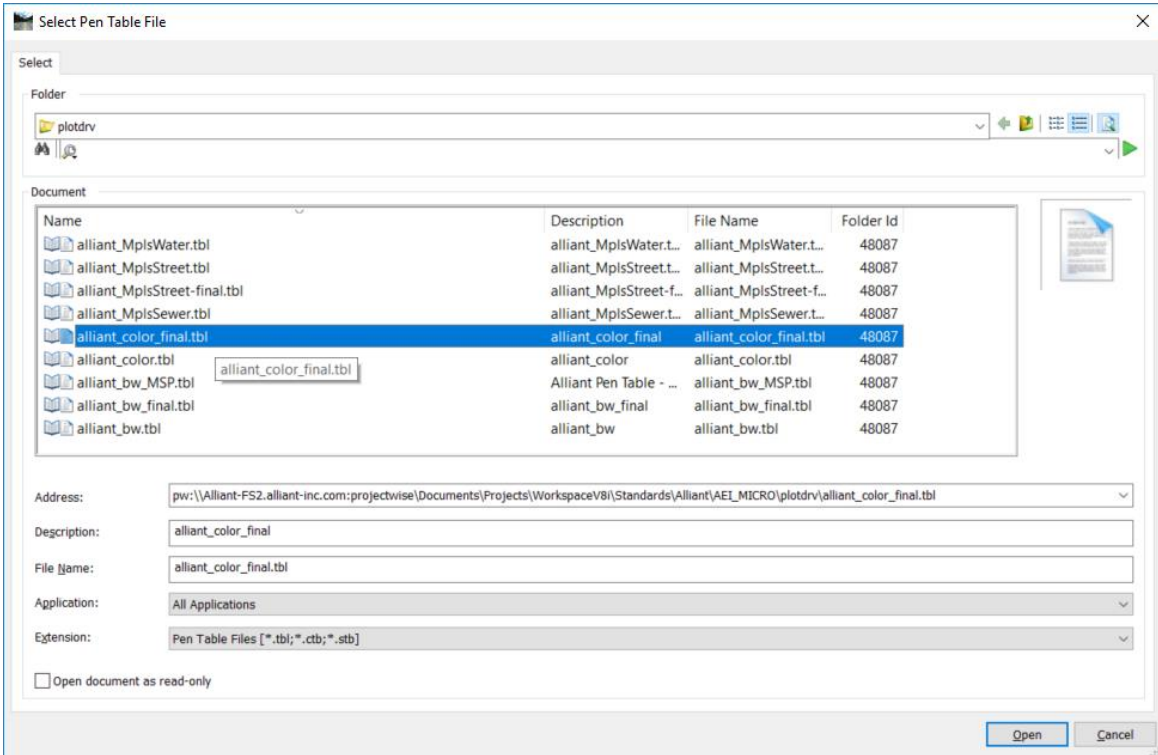 Select Pen Table File
Select
Folder
plotdrv
Document
Name Description File Name Folder Id
alliant_MplsWater.tbl alliant_MplsWater.t... alliant_MplsWater.t... 48087
alliant_MplsStreet.tbl alliant_MplsStreet.t... alliant_MplsStreet.t... 48087
alliant_MplsStreet-final.tbl alliant_MplsStreet-f... alliant_MplsStreet-f... 48087
alliant_MplsSewer.tbl alliant_MplsSewer.t... alliant_MplsSewer.t... 48087
alliant_color_final.tbl alliant_color_final alliant_color_final.tbl 48087
alliant_color.tbl alliant_color alliant_color.tbl 48087
alliant_color_final.tbl
alliant_bw_MSP.tbl Alliant Pen Table - ... alliant_bw_MSP.tbl 48087
alliant_bw_final.tbl alliant_bw_final alliant_bw_final.tbl 48087
alliant_bw.tbl alliant_bw alliant_bw.tbl 48087
Address: pw:\\Alliant-FS2.alliant-inc.com:projectwise\Documents\Projects\WorkspaceV8i\Standards\Alliant\AEI_MICRO\plotdrv\alliant_color_final.tbl
Description: alliant_color_final
File Name: alliant_color_final.tbl
Application: All Applications
Extension: Pen Table Files [*.tbl;*.ctb;*.stb]
Open document as read-only
Open Cancel